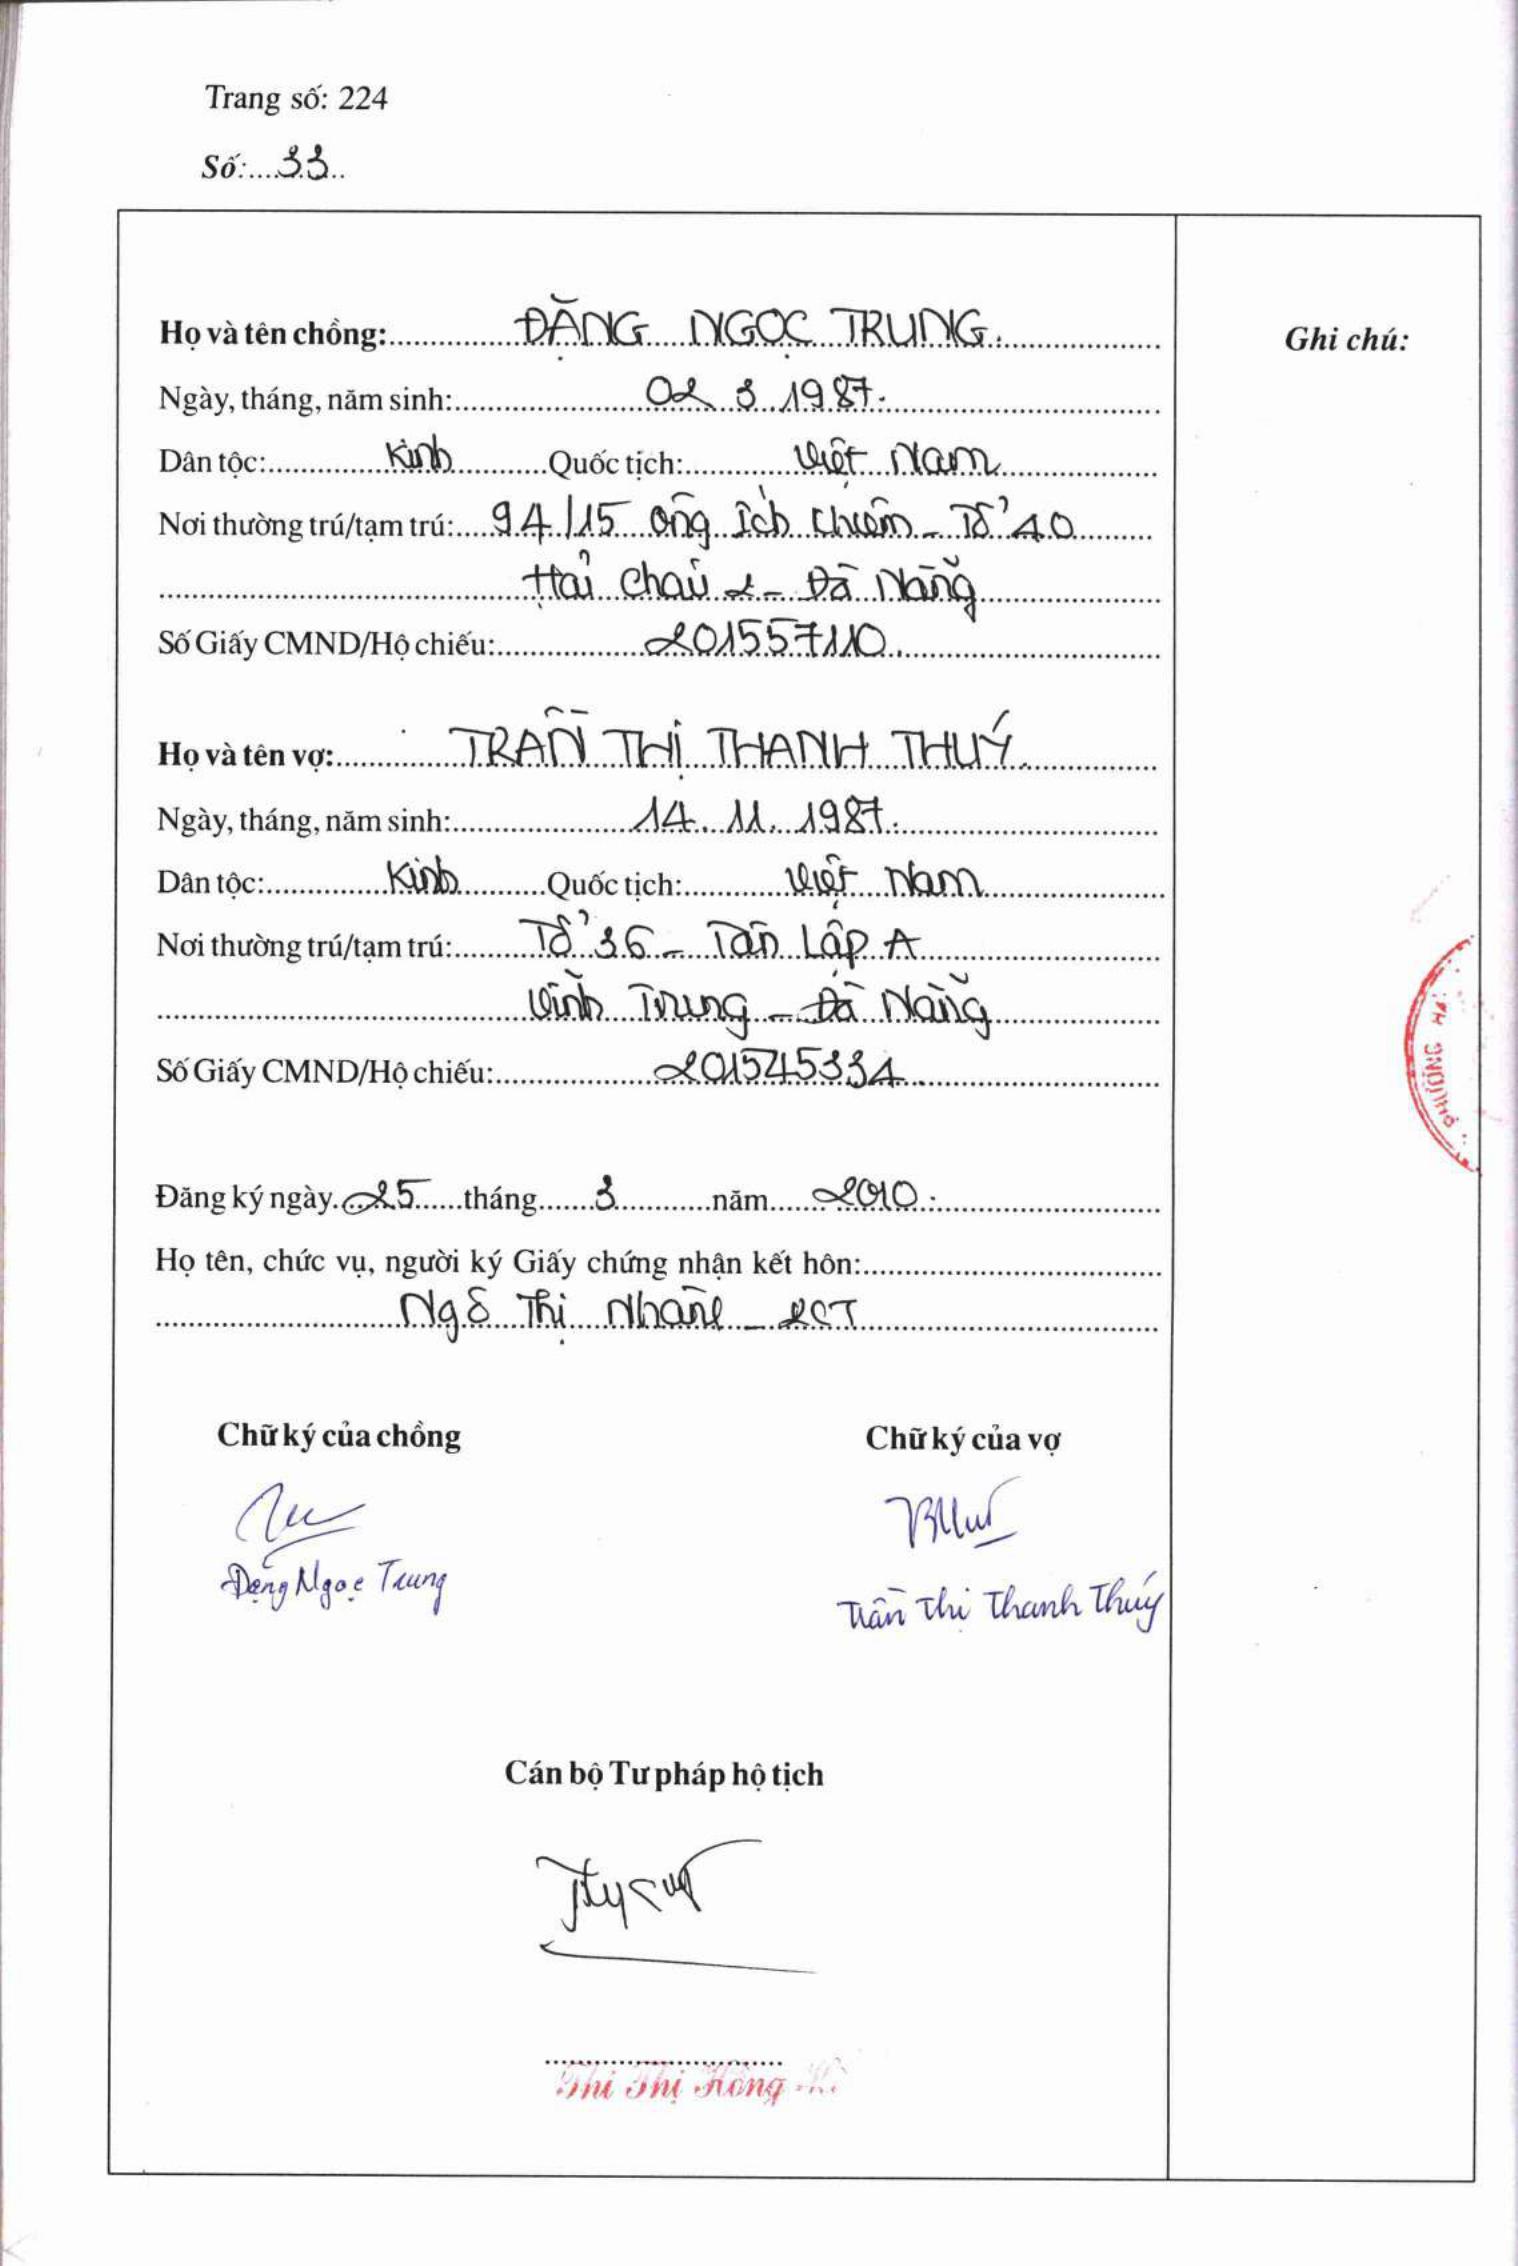 Trang số: 224
Số:....33..
Họ và tên chồng: ĐẶNG NGỌC TRUNG.
Ghi chú:
Ngày, tháng, năm sinh: 02 3 1987.
Dân tộc: Kinh Quốc tịch: Việt Nam
Nơi thường trú/tạm trú: 94/15 Ông Ích Khiêm - Tổ 40
Hải Châu 2 - Đà Nẵng
Số Giấy CMND/Hộ chiếu: 201557110.
Họ và tên vợ: TRẦN THỊ THANH THUÝ.
Ngày, tháng, năm sinh: 14. 11. 1987.
Dân tộc: Kinh Quốc tịch: Việt Nam
Nơi thường trú/tạm trú: Tổ 36 - Tân Lập A
Vĩnh Trung - Đà Nẵng
Số Giấy CMND/Hộ chiếu: 201545334
PHƯỜNG
Đăng ký ngày 25 tháng 3 năm 2010.
Họ tên, chức vụ, người ký Giấy chứng nhận kết hôn:
Ngô Thị - PCT
Chữ ký của chồng
Chữ ký của vợ
Đặng Ngọc Trung
Trần Thị Thanh Thúy
Cán bộ Tư pháp hộ tịch
Thi Thị Hồng